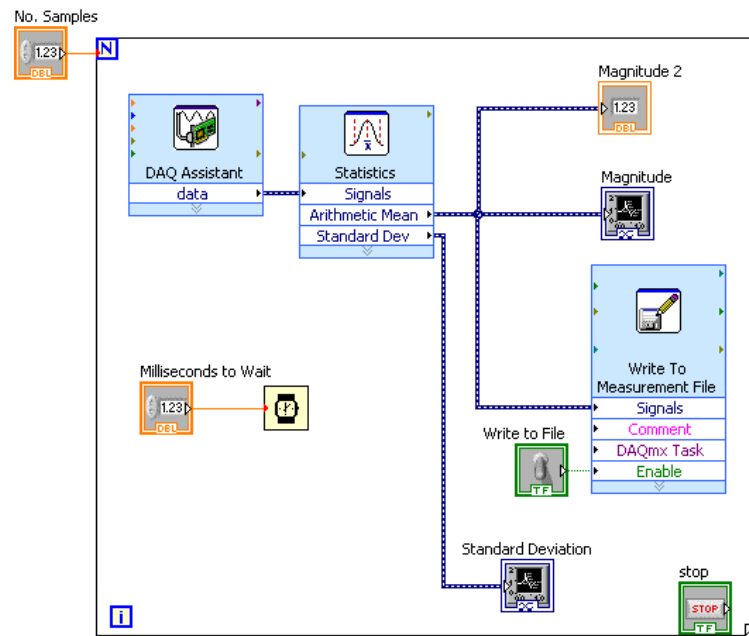 No. Samples
1.23
DBL
N
DAQ Assistant
data
Statistics
Signals
Arithmetic Mean
Standard Dev
Magnitude 2
1.23
DBL
Magnitude
Write To
Measurement File
Signals
Comment
DAQmx Task
Enable
Milliseconds to Wait
1.23
DBL
Write to File
TF
Standard Deviation
stop
STOP
TF
i